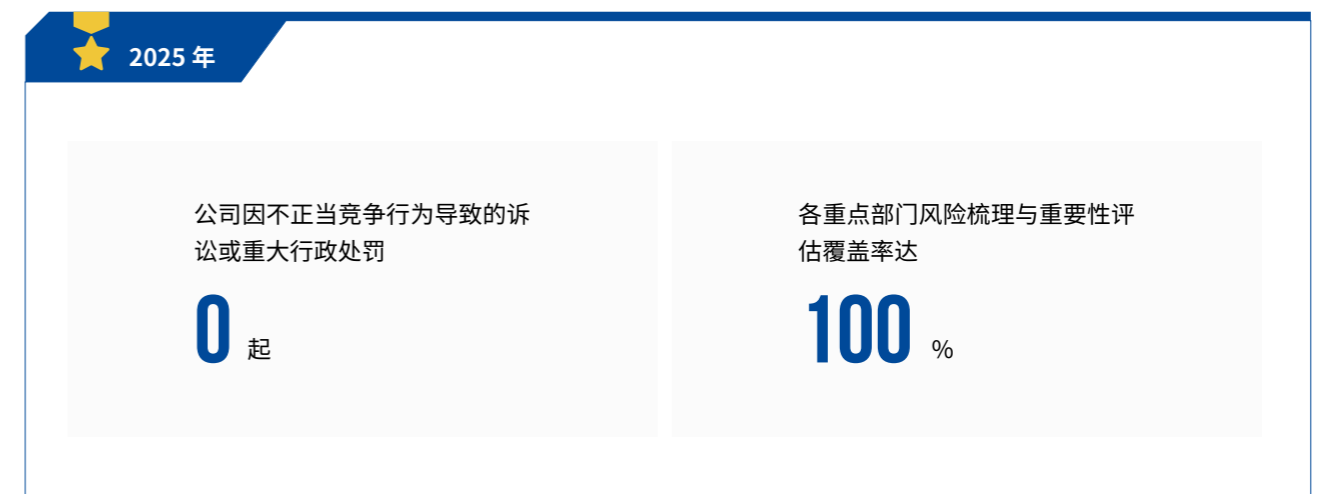 2025 年
公司因不正当竞争行为导致的诉
讼或重大行政处罚
0 起
各重点部门风险梳理与重要性评
估覆盖率达
100 %